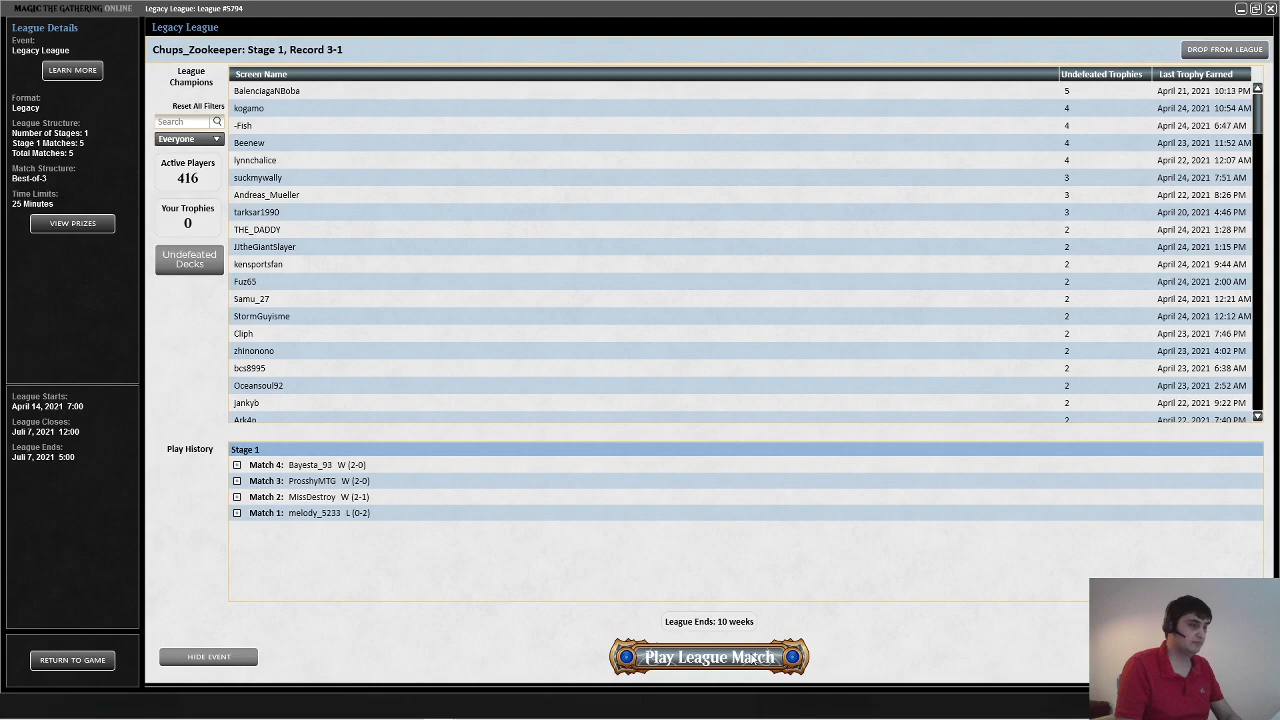 MAGIC THE GATHERING ONLINE
Legacy League: League #5794
League Details
Event:
Legacy League
LEARN MORE
Format:
Legacy
League Structure:
Number of Stages: 1
Stage 1 Matches: 5
Total Matches: 5
Match Structure:
Best-of-3
Time Limits:
25 Minutes
VIEW PRIZES
League Starts:
April 14, 2021 7:00
League Closes:
Juli 7, 2021 12:00
League Ends:
Juli 7, 2021 5:00
RETURN TO GAME
Legacy League
Chups_Zookeeper: Stage 1, Record 3-1
DROP FROM LEAGUE
League
Champions
Reset All Filters
Search
Everyone
Active Players
416
Your Trophies
0
Undefeated
Decks
Screen Name Undefeated Trophies Last Trophy Earned
BalenciagaNBoba 5 April 21, 2021 10:13 PM
kogamo 4 April 24, 2021 10:54 AM
-Fish 4 April 24, 2021 6:47 AM
Beenew 4 April 23, 2021 11:52 AM
lynnchalice 4 April 22, 2021 12:07 AM
suckmywally 3 April 24, 2021 7:51 AM
Andreas_Mueller 3 April 22, 2021 8:26 PM
tarksar1990 3 April 20, 2021 4:46 PM
THE_DADDY 2 April 24, 2021 1:28 PM
JJtheGiantSlayer 2 April 24, 2021 1:15 PM
kensportsfan 2 April 24, 2021 9:44 AM
Fuz65 2 April 24, 2021 2:00 AM
Samu_27 2 April 24, 2021 12:21 AM
StormGuyisme 2 April 24, 2021 12:12 AM
Cliph 2 April 23, 2021 7:46 PM
zhinonono 2 April 23, 2021 4:02 PM
bcs8995 2 April 23, 2021 6:38 AM
Oceansoul92 2 April 23, 2021 2:52 AM
jankyb 2 April 22, 2021 9:22 PM
Ark4n 2 April 22, 2021 7:40 PM
Play History
Stage 1
Match 4: Bayesta_93 W (2-0)
Match 3: ProsshyMTG W (2-0)
Match 2: MissDestroy W (2-1)
Match 1: melody_5233 L (0-2)
League Ends: 10 weeks
HIDE EVENT
Play League Match